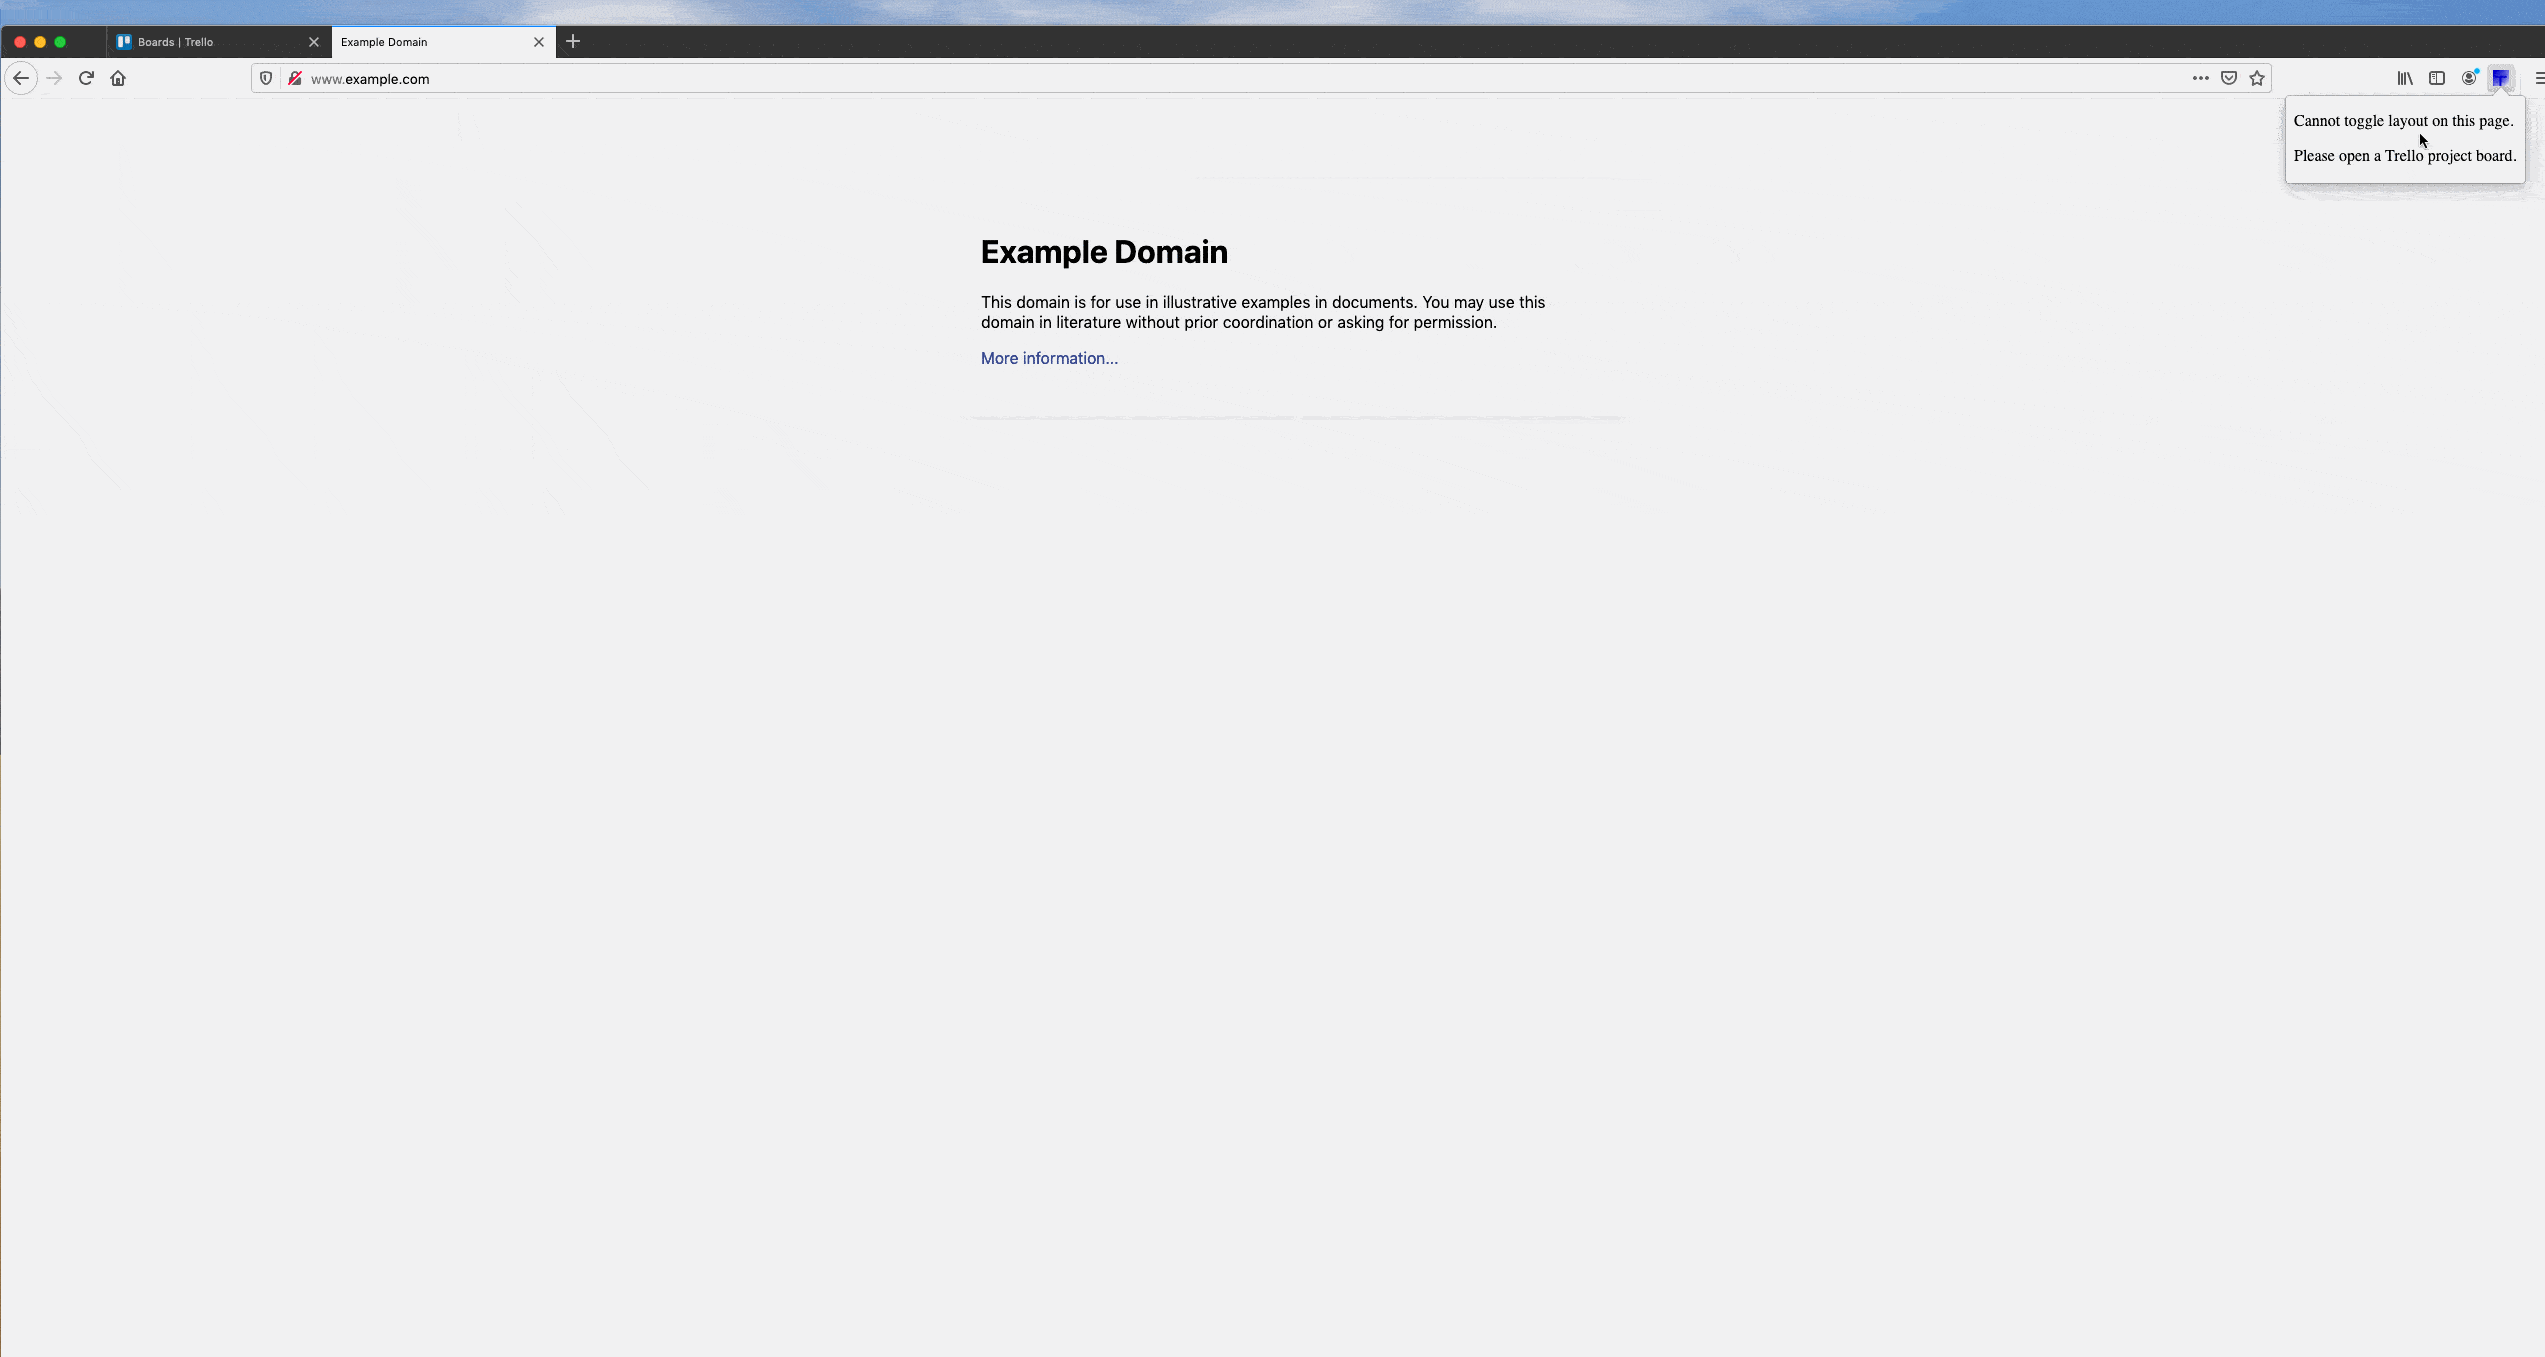 Boards | Trello
Example Domain
www.example.com
Cannot toggle layout on this page.
Please open a Trello project board.
Example Domain
This domain is for use in illustrative examples in documents. You may use this
domain in literature without prior coordination or asking for permission.
More information...